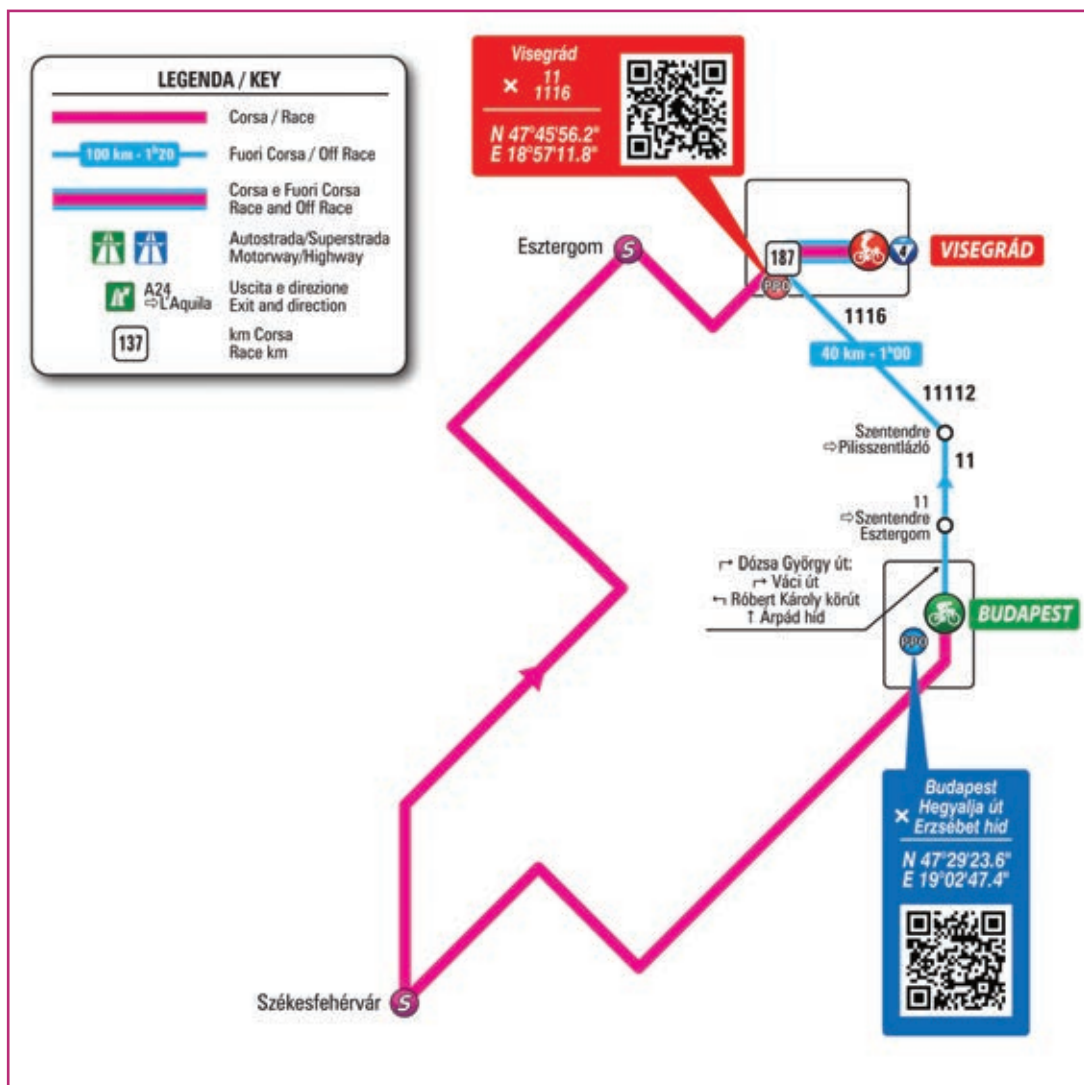 LEGENDA / KEY
Corsa / Race
100 km - 1ʰ20
Fuori Corsa / Off Race
Corsa e Fuori Corsa
Race and Off Race
Autostrada/Superstrada
Motorway/Highway
A24
⇨L'Aquila
Uscita e direzione
Exit and direction
137
km Corsa
Race km
Visegrád
× 11
1116
N 47°45'56.2"
E 18°57'11.8"
Esztergom S
187
4
VISEGRÁD
PPO
1116
40 km - 1ʰ00
11112
Szentendre
⇨Pilisszentlázló
11
11
⇨Szentendre
Esztergom
↱ Dózsa György út:
↱ Váci út
↰ Róbert Károly körút
↑ Árpád híd
BUDAPEST
PPO
Budapest
× Hegyalja út
Erzsébet híd
N 47°29'23.6"
E 19°02'47.4"
Székesfehérvár S